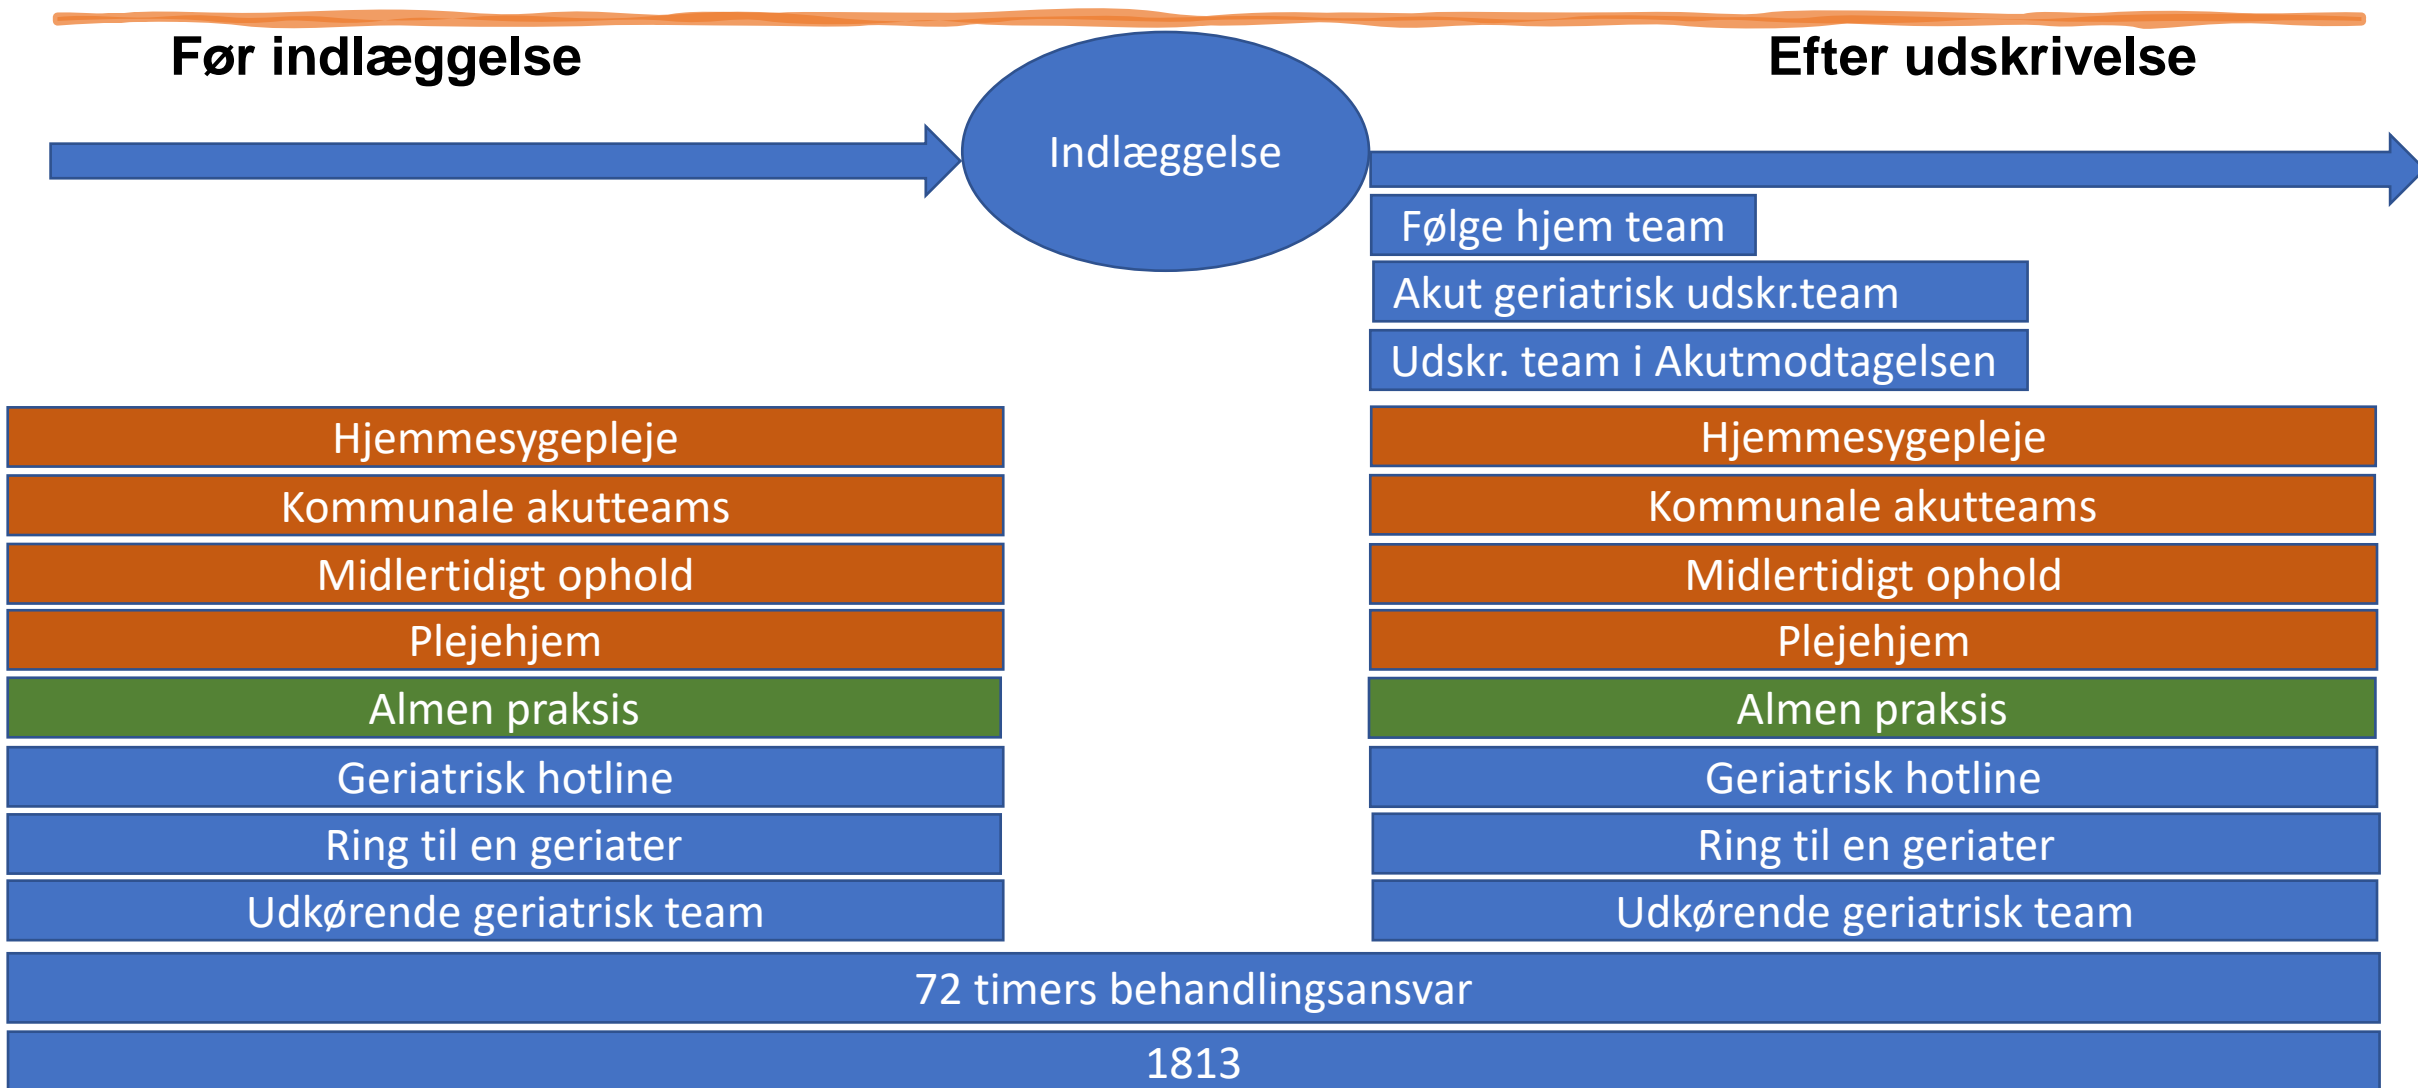 Før indlæggelse
Efter udskrivelse
Indlæggelse
Følge hjem team
Akut geriatrisk udskr.team
Udskr. team i Akutmodtagelsen
Hjemmesygepleje
Kommunale akutteams
Midlertidigt ophold
Plejehjem
Almen praksis
Geriatrisk hotline
Ring til en geriater
Udkørende geriatrisk team
Hjemmesygepleje
Kommunale akutteams
Midlertidigt ophold
Plejehjem
Almen praksis
Geriatrisk hotline
Ring til en geriater
Udkørende geriatrisk team
72 timers behandlingsansvar
1813